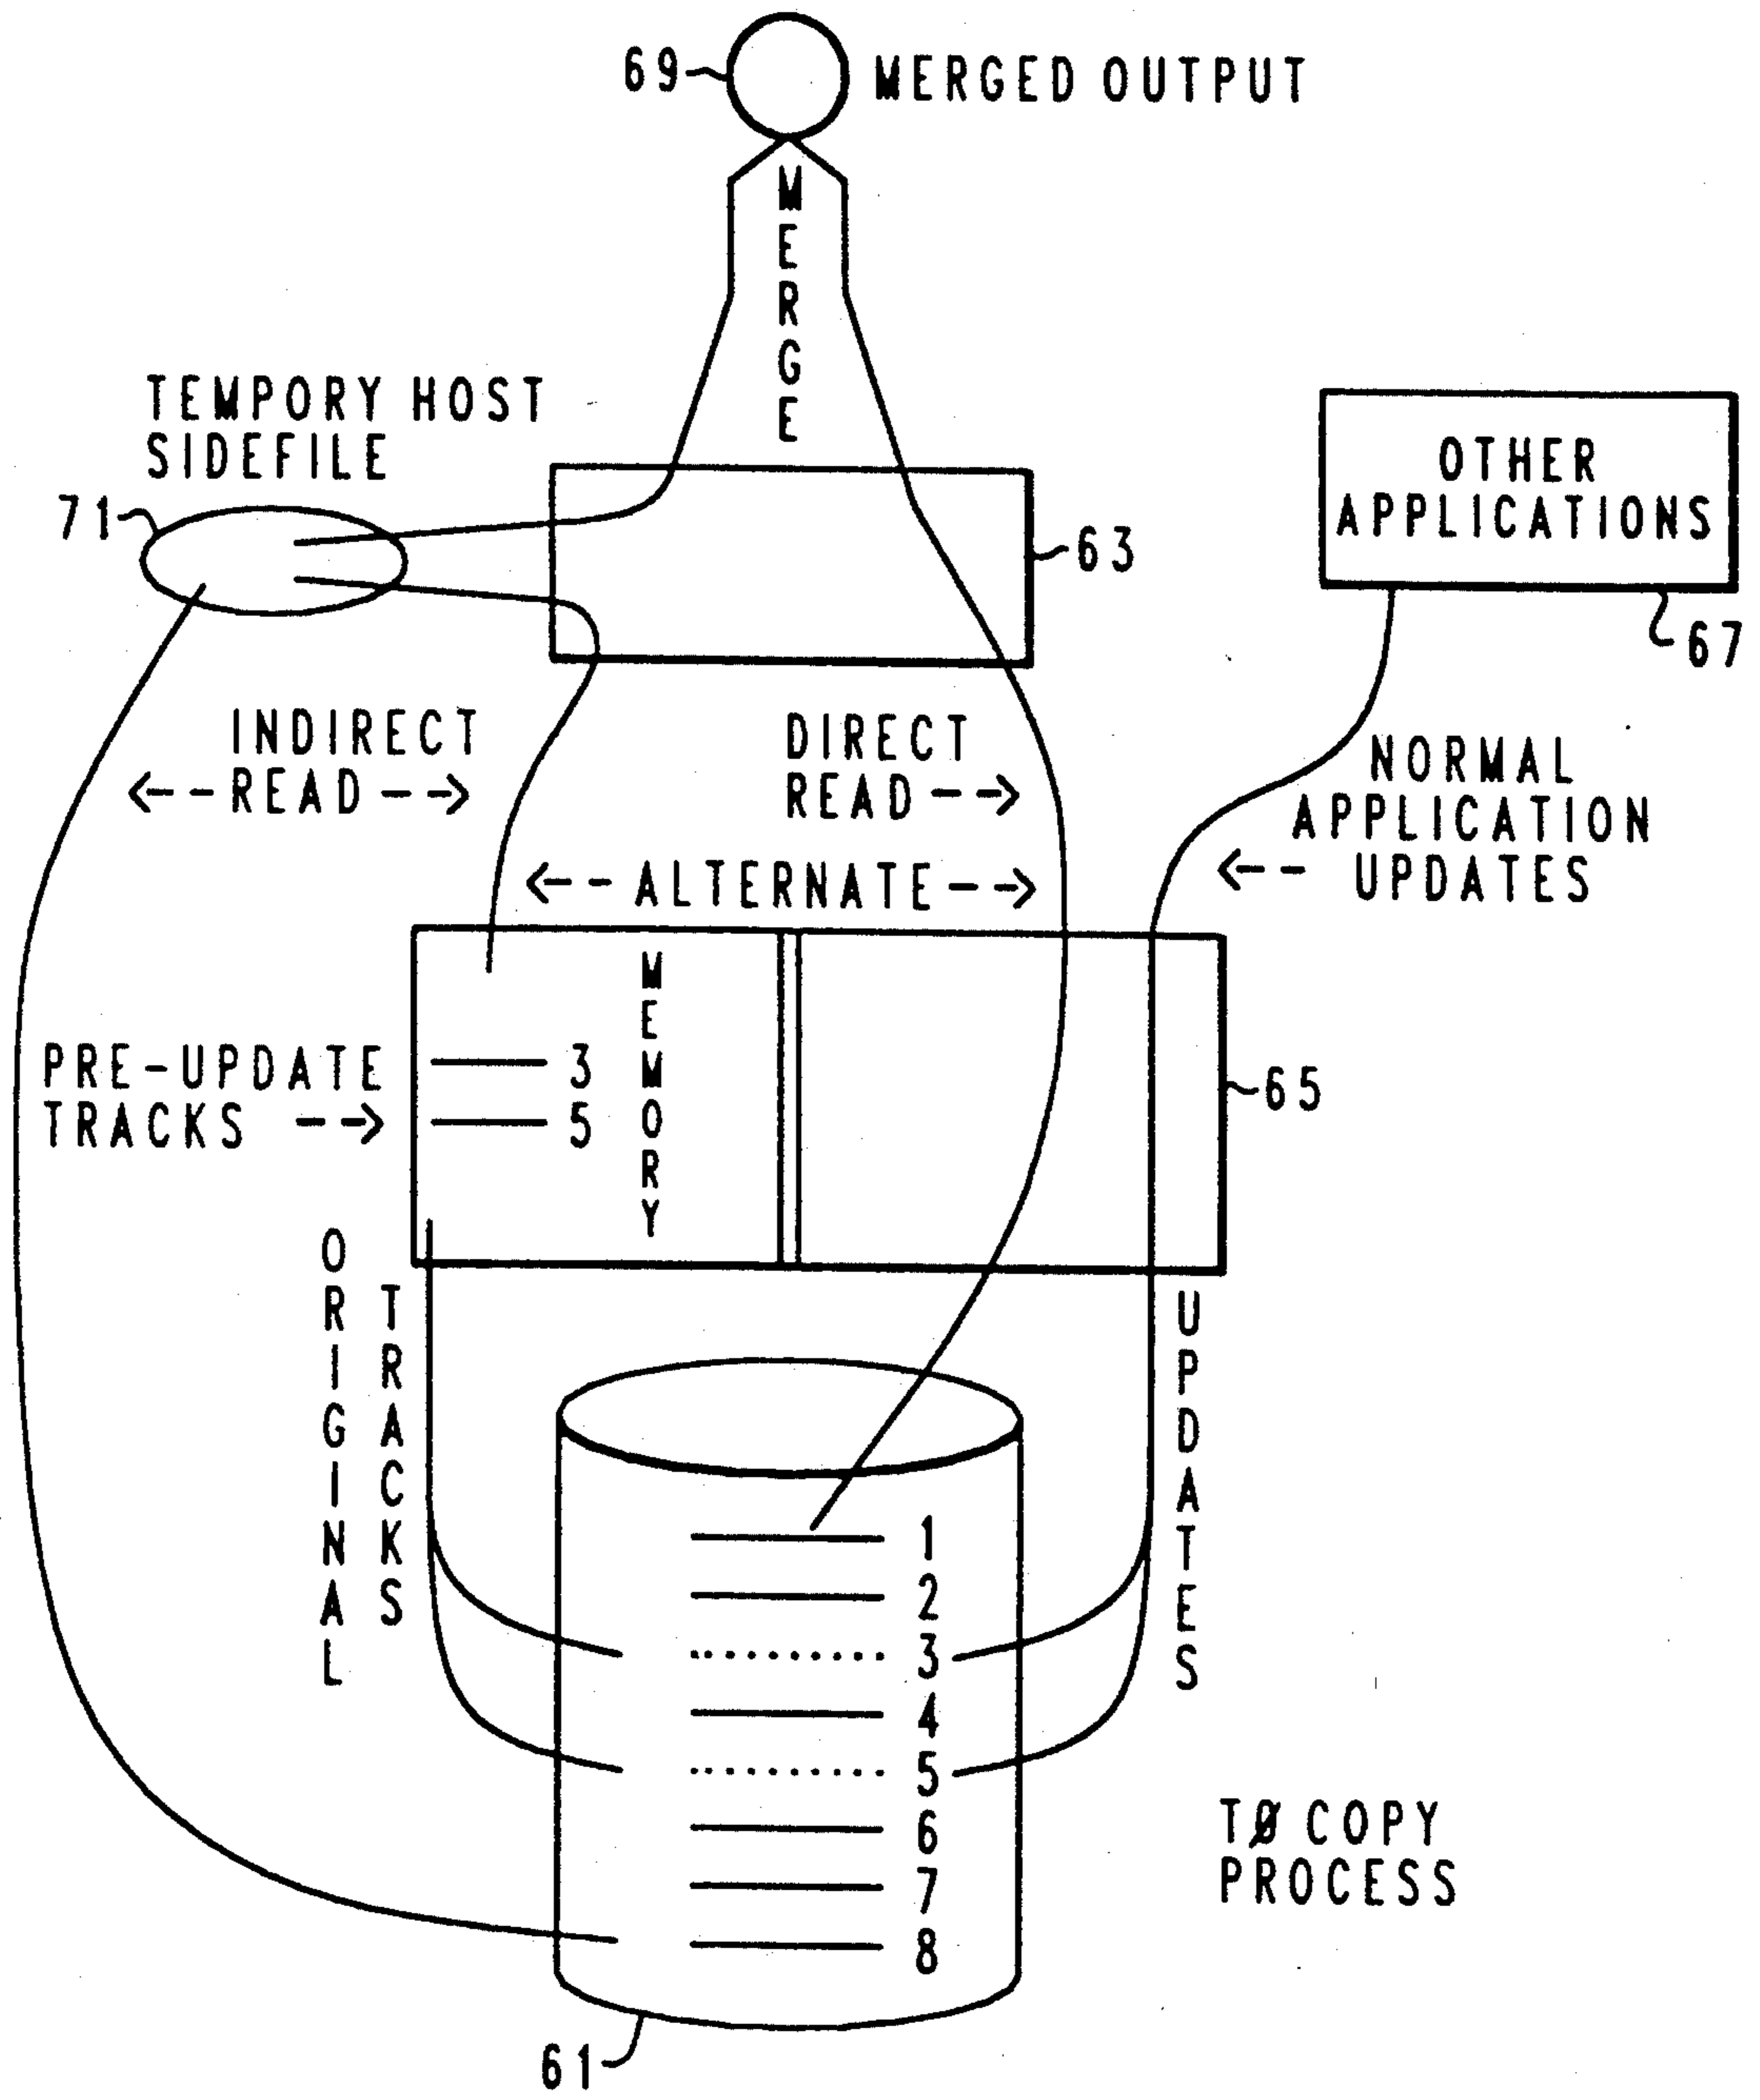 69
MERGED OUTPUT
MERGE
TEMPORY HOST
SIDEFILE
71
63
OTHER
APPLICATIONS
67
INDIRECT
<--READ-->
DIRECT
READ-->
NORMAL
APPLICATION
<-- UPDATES
<--ALTERNATE-->
MEMORY
PRE-UPDATE
TRACKS -->
3
5
65
ORIGINAL
TRACKS
UPDATES
1
2
3
4
5
6
7
8
TØ COPY
PROCESS
61